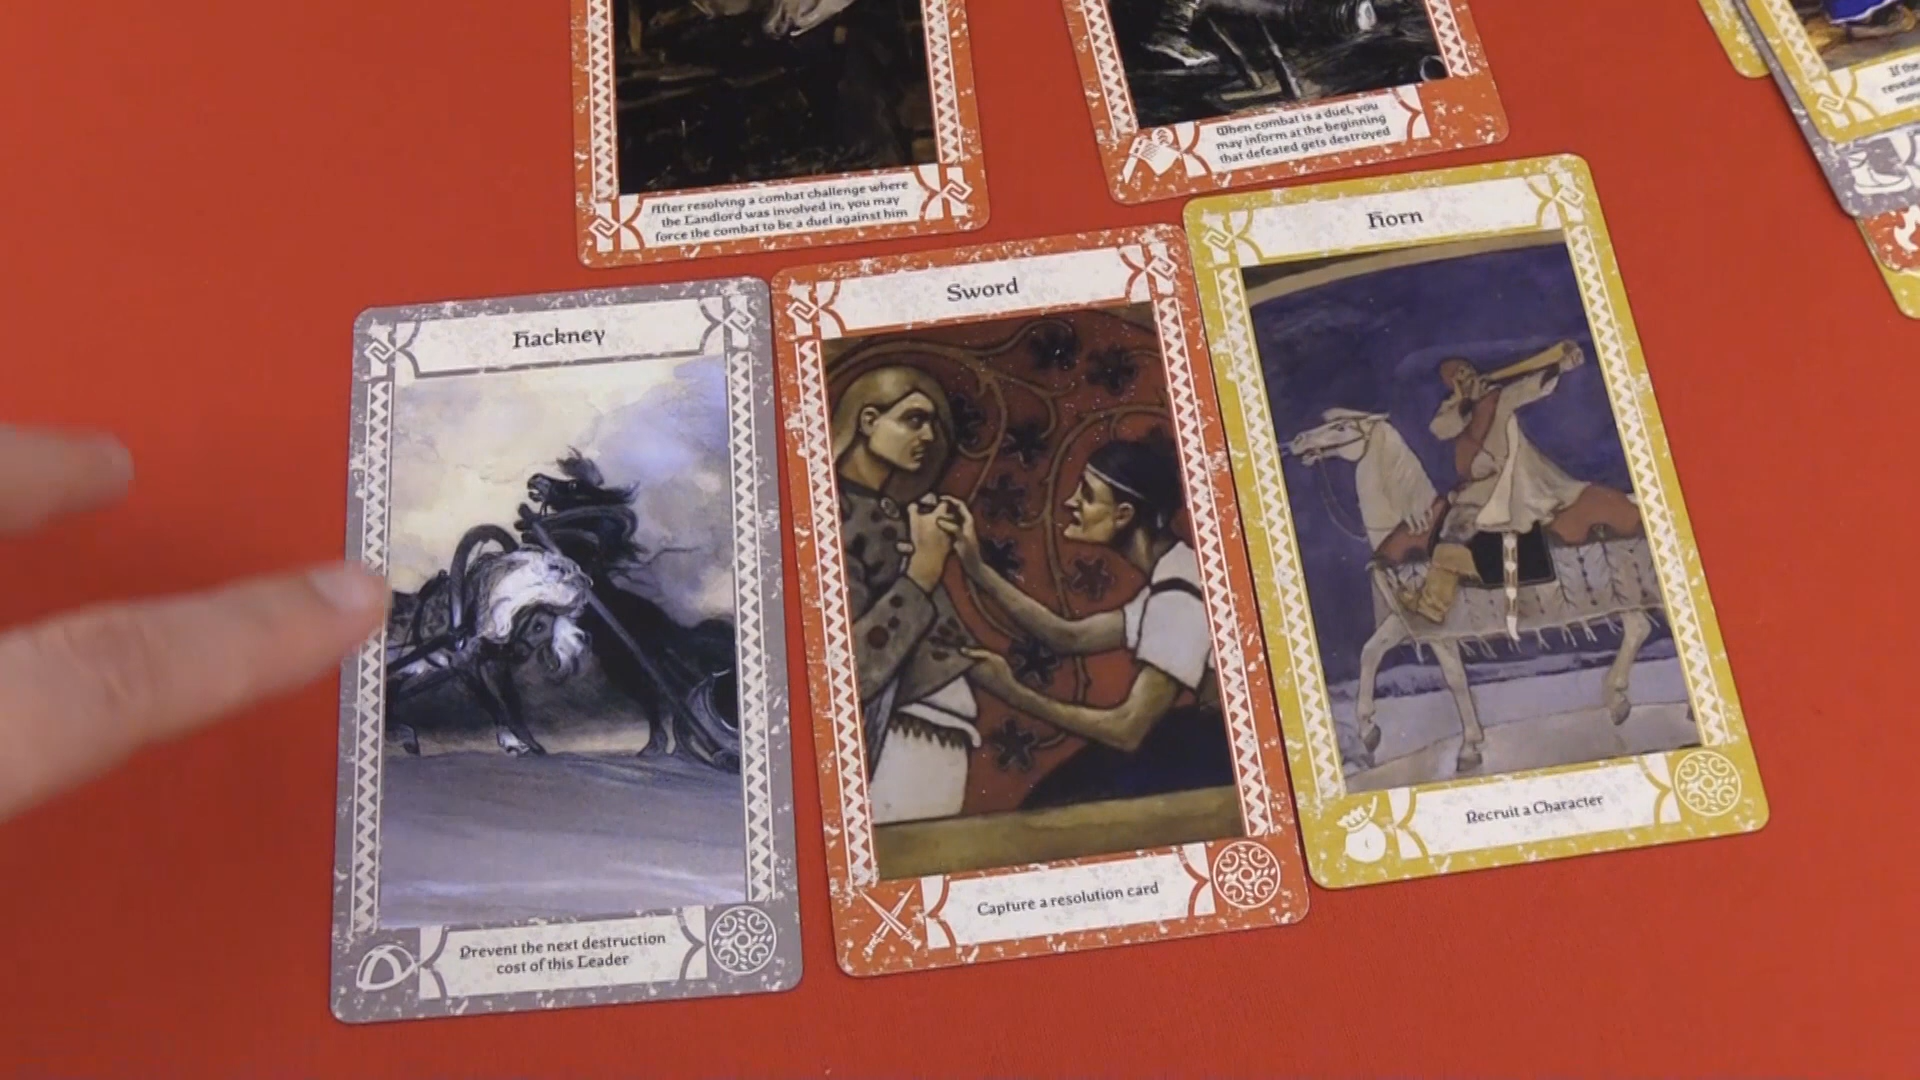 After resolving a combat challenge where
the Landlord was involved in, you may
force the combat to be a duel against him
When combat is a duel, you
may inform at the beginning
that defeated gets destroyed
If the
Hackney
Prevent the next destruction
cost of this Leader
Sword
Capture a resolution card
Horn
Recruit a Character